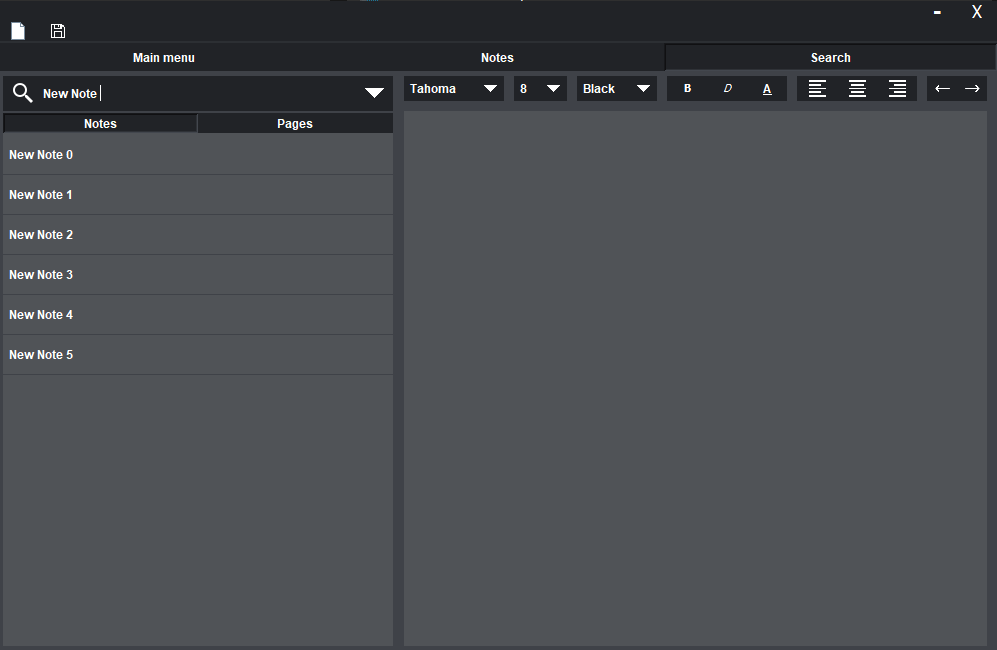 - X
Main menu Notes Search
New Note
Tahoma 8 Black B D A
Notes Pages
New Note 0
New Note 1
New Note 2
New Note 3
New Note 4
New Note 5